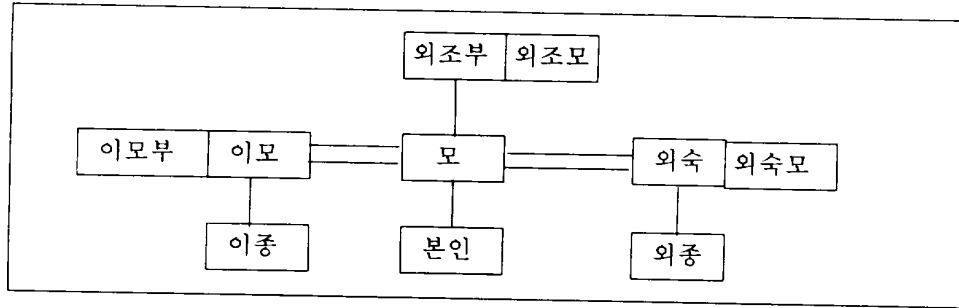 외조부 외조모
이모부 이모 모 외숙 외숙모
이종 본인 외종